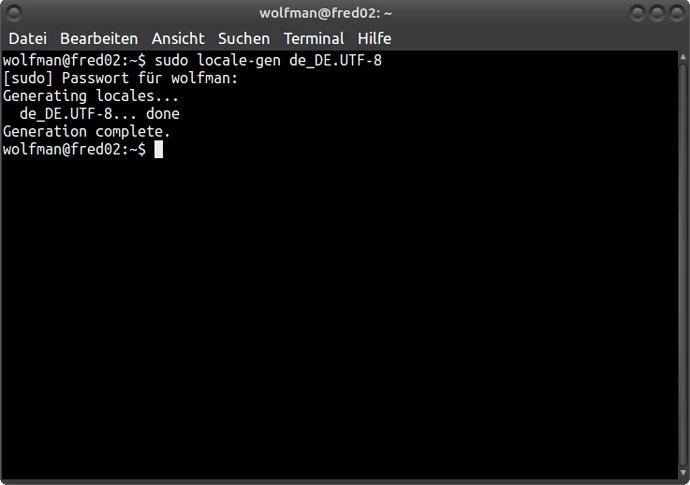 wolfman@fred02: ~
Datei Bearbeiten Ansicht Suchen Terminal Hilfe
wolfman@fred02:~$ sudo locale-gen de_DE.UTF-8
[sudo] Passwort für wolfman:
Generating locales...
  de_DE.UTF-8... done
Generation complete.
wolfman@fred02:~$